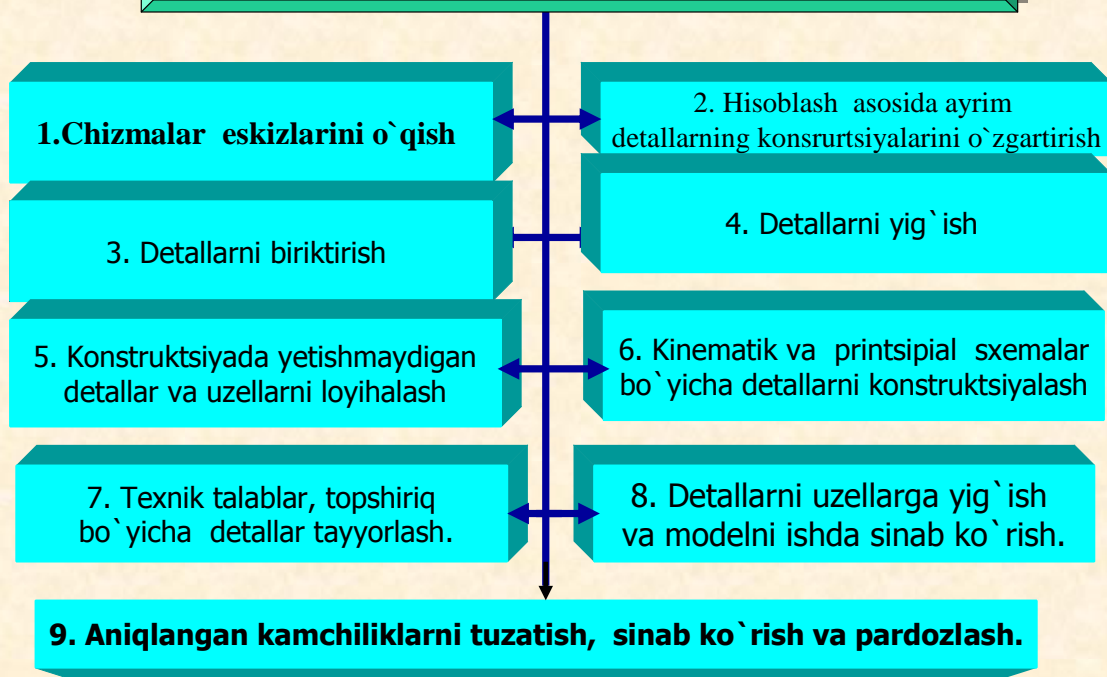 1.Chizmalar eskizlarini o`qish
2. Hisoblash asosida ayrim
detallarning konsrurtsiyalarini o`zgartirish
3. Detallarni biriktirish
4. Detallarni yig`ish
5. Konstruktsiyada yetishmaydigan
detallar va uzellarni loyihalash
6. Kinematik va printsipial sxemalar
bo`yicha detallarni konstruktsiyalash
7. Texnik talablar, topshiriq
bo`yicha detallar tayyorlash.
8. Detallarni uzellarga yig`ish
va modelni ishda sinab ko`rish.
9. Aniqlangan kamchiliklarni tuzatish, sinab ko`rish va pardozlash.